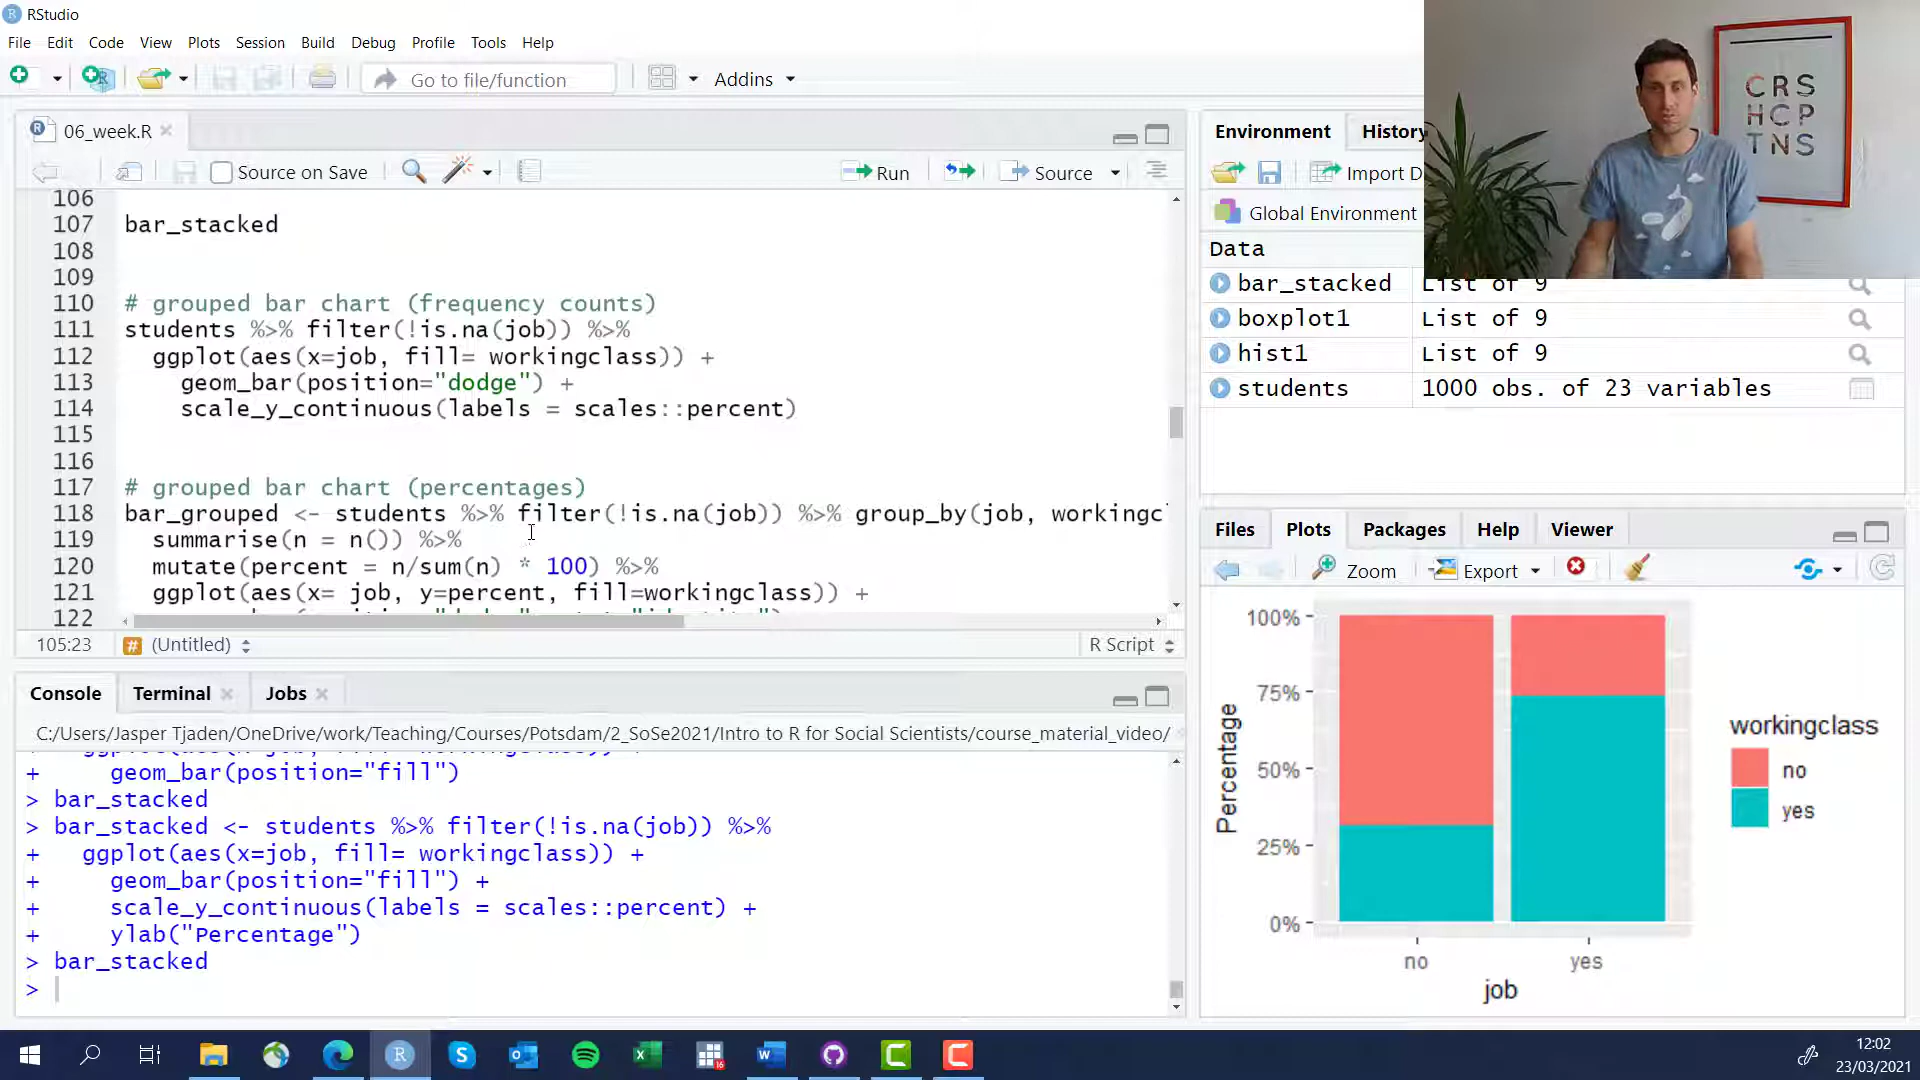 RStudio
File Edit Code View Plots Session Build Debug Profile Tools Help
Go to file/function
Addins
06_week.R
Source on Save
Run
Source
106
107 bar_stacked
108
109
110 # grouped bar chart (frequency counts)
111 students %>% filter(!is.na(job)) %>%
112 ggplot(aes(x=job, fill= workingclass)) +
113 geom_bar(position="dodge") +
114 scale_y_continuous(labels = scales::percent)
115
116
117 # grouped bar chart (percentages)
118 bar_grouped <- students %>% filter(!is.na(job)) %>% group_by(job, workingcl
119 summarise(n = n()) %>%
120 mutate(percent = n/sum(n) * 100) %>%
121 ggplot(aes(x= job, y=percent, fill=workingclass)) +
122
105:23
(Untitled)
R Script
Console Terminal Jobs
C:/Users/Jasper Tjaden/OneDrive/work/Teaching/Courses/Potsdam/2_SoSe2021/Intro to R for Social Scientists/course_material_video/
+ geom_bar(position="fill")
> bar_stacked
> bar_stacked <- students %>% filter(!is.na(job)) %>%
+ ggplot(aes(x=job, fill= workingclass)) +
+ geom_bar(position="fill") +
+ scale_y_continuous(labels = scales::percent) +
+ ylab("Percentage")
> bar_stacked
>
Environment History
Import D
Global Environment
Data
bar_stacked List of 9
boxplot1 List of 9
hist1 List of 9
students 1000 obs. of 23 variables
CRS
HCP
TNS
Files Plots Packages Help Viewer
Zoom Export
100%
75%
50%
25%
0%
Percentage
no yes
job
workingclass
no
yes
12:02
23/03/2021